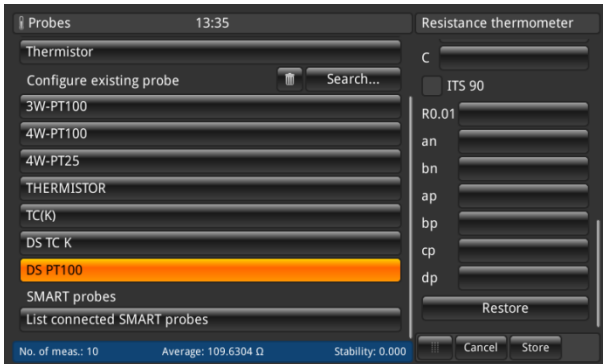 Probes 13:35
Thermistor
Configure existing probe Search...
3W-PT100
4W-PT100
4W-PT25
THERMISTOR
TC(K)
DS TC K
DS PT100
SMART probes
List connected SMART probes
No. of meas.: 10 Average: 109.6304 Ω Stability: 0.000
Resistance thermometer
C
ITS 90
R0.01
an
bn
ap
bp
cp
dp
Restore
Cancel Store